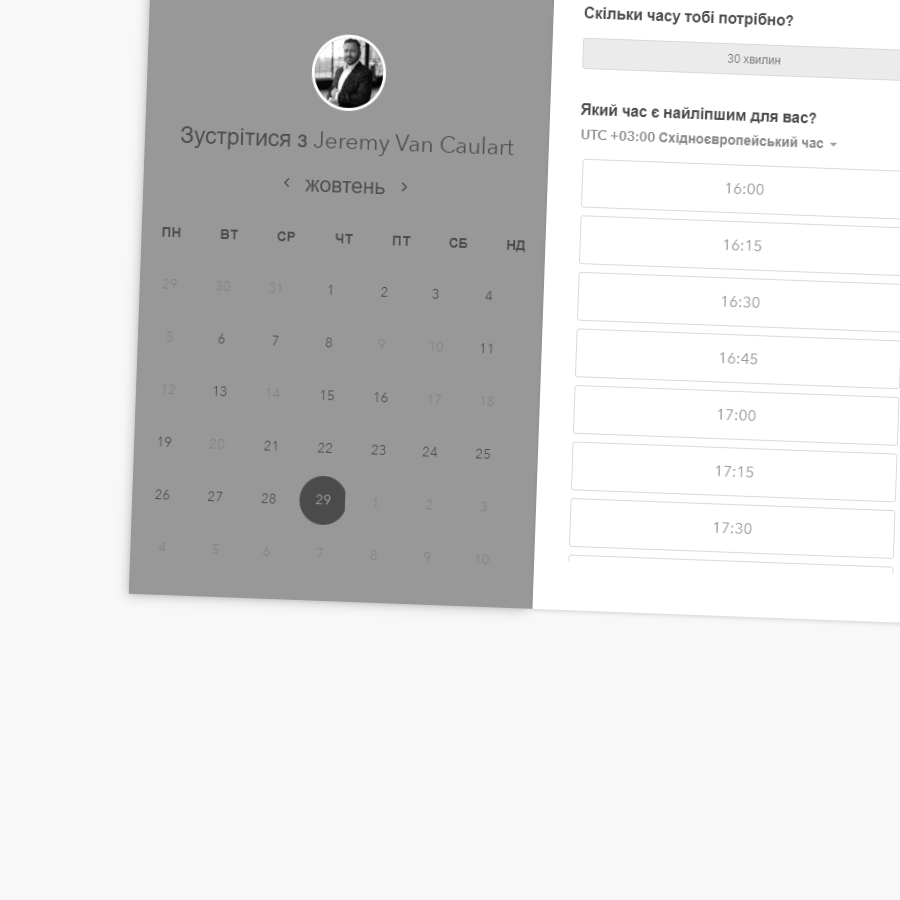 Зустрітися з Jeremy Van Caulart
‹ жовтень ›
ПН ВТ СР ЧТ ПТ СБ НД
29 30 31 1 2 3 4
5 6 7 8 9 10 11
12 13 14 15 16 17 18
19 20 21 22 23 24 25
26 27 28 29 1 2 3
4 5 6 7 8 9 10
Скільки часу тобі потрібно?
30 хвилин
Який час є найліпшим для вас?
UTC +03:00 Східноєвропейський час
16:00
16:15
16:30
16:45
17:00
17:15
17:30